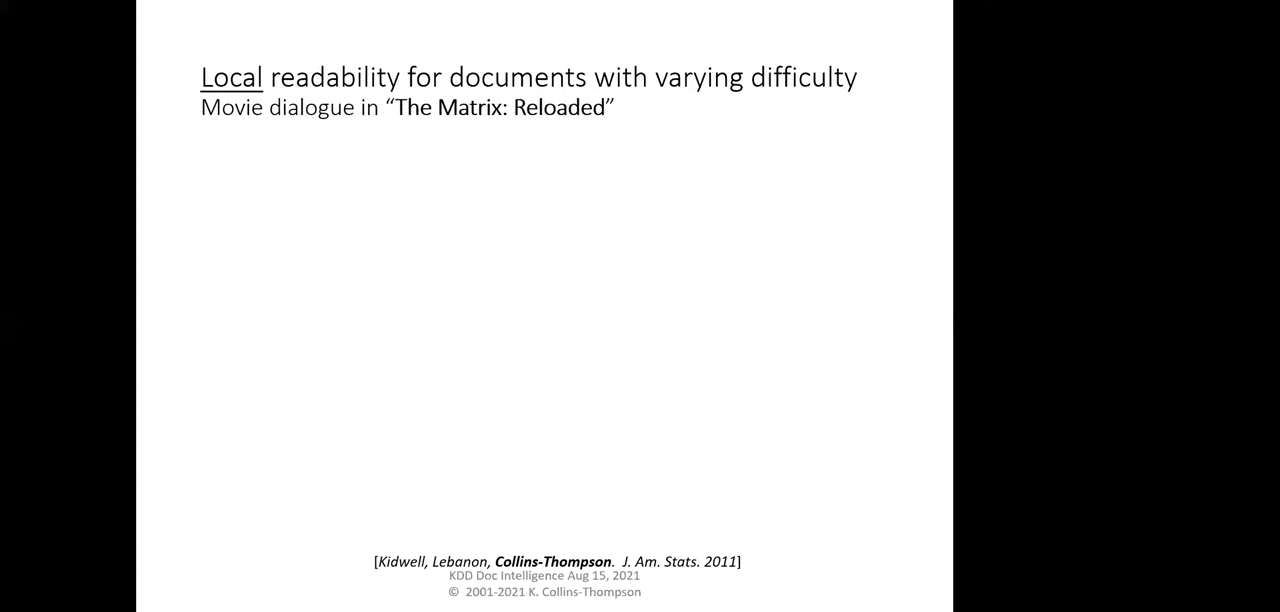 Local readability for documents with varying difficulty
Movie dialogue in “The Matrix: Reloaded”
[Kidwell, Lebanon, Collins-Thompson. J. Am. Stats. 2011]
KDD Doc Intelligence Aug 15, 2021
© 2001-2021 K. Collins-Thompson